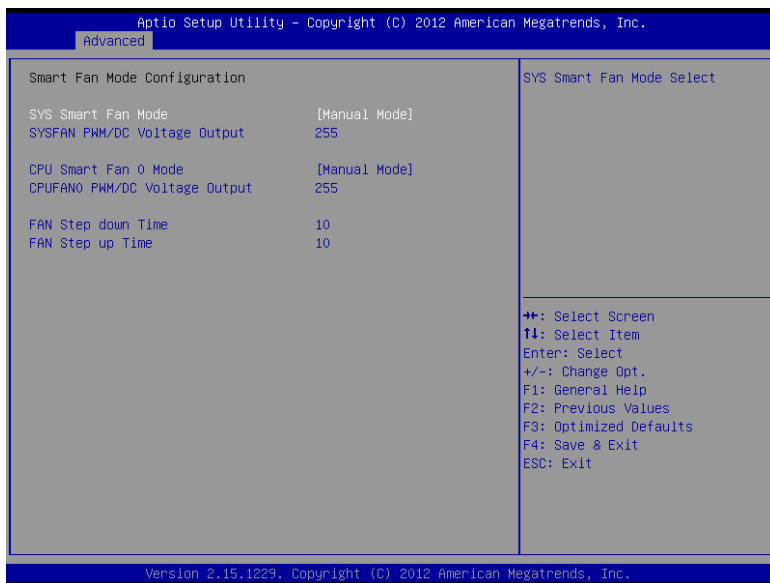 Aptio Setup Utility – Copyright (C) 2012 American Megatrends, Inc.
Advanced
Smart Fan Mode Configuration
SYS Smart Fan Mode [Manual Mode]
SYSFAN PWM/DC Voltage Output 255
CPU Smart Fan 0 Mode [Manual Mode]
CPUFAN0 PWM/DC Voltage Output 255
FAN Step down Time 10
FAN Step up Time 10
SYS Smart Fan Mode Select
→←: Select Screen
↑↓: Select Item
Enter: Select
+/-: Change Opt.
F1: General Help
F2: Previous Values
F3: Optimized Defaults
F4: Save & Exit
ESC: Exit
Version 2.15.1229. Copyright (C) 2012 American Megatrends, Inc.